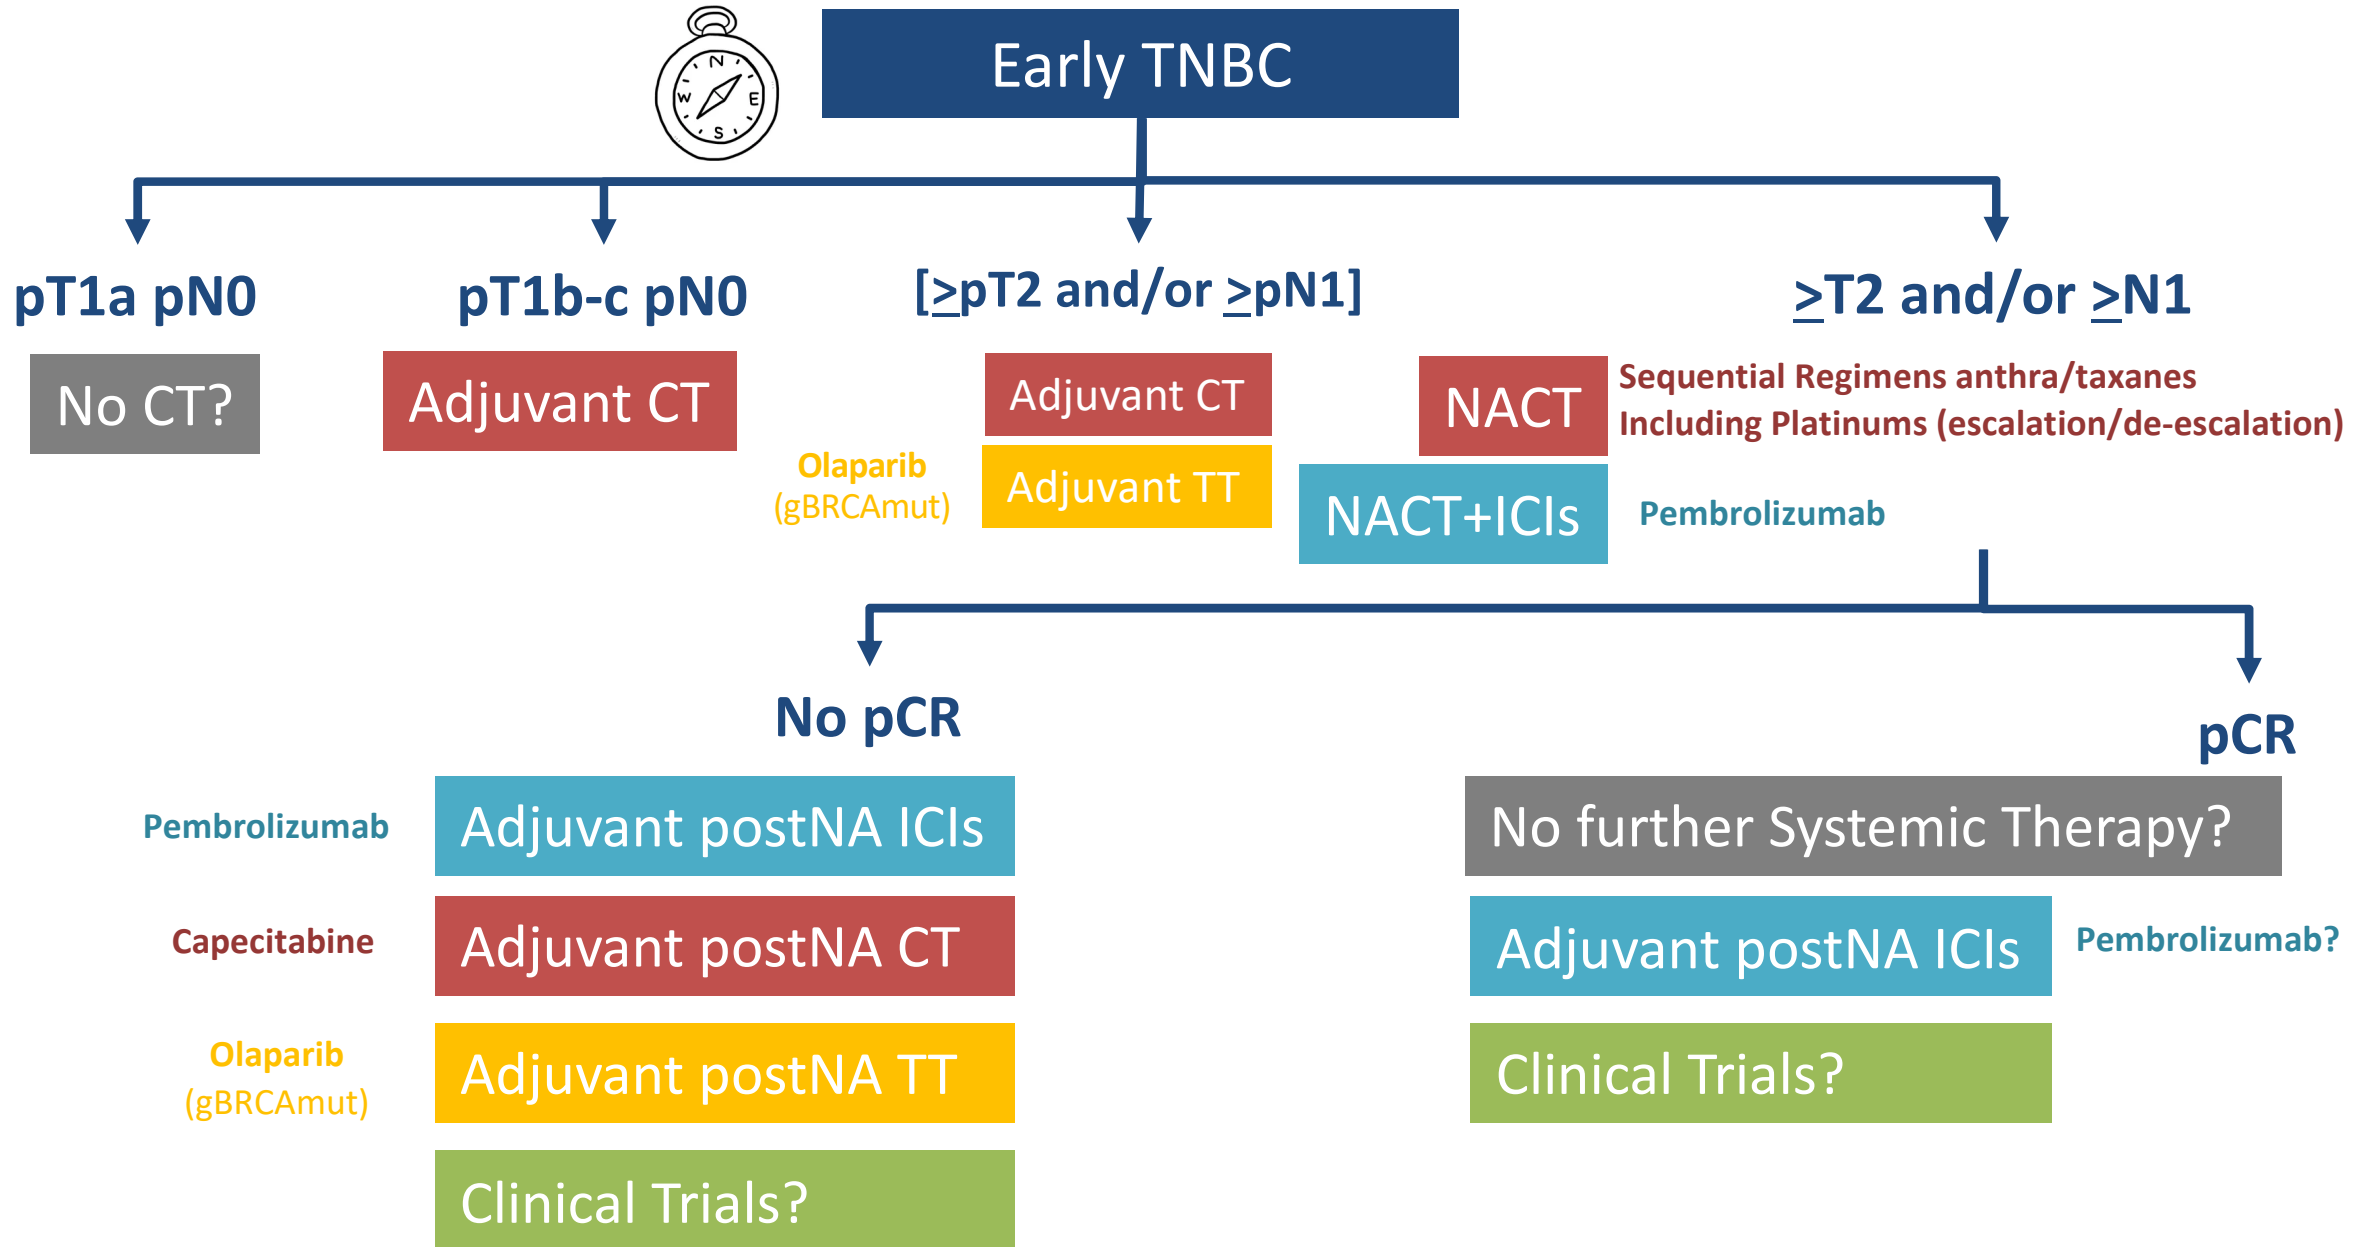 Early TNBC
N
W
E
S
pT1a pN0
pT1b-c pN0
[≥pT2 and/or ≥pN1]
≥T2 and/or ≥N1
No CT?
Adjuvant CT
Adjuvant CT
Olaparib
(gBRCAmut)
Adjuvant TT
NACT
Sequential Regimens anthra/taxanes
Including Platinums (escalation/de-escalation)
NACT+ICIs
Pembrolizumab
No pCR
pCR
Pembrolizumab
Adjuvant postNA ICIs
Capecitabine
Adjuvant postNA CT
Olaparib
(gBRCAmut)
Adjuvant postNA TT
Clinical Trials?
No further Systemic Therapy?
Adjuvant postNA ICIs
Pembrolizumab?
Clinical Trials?